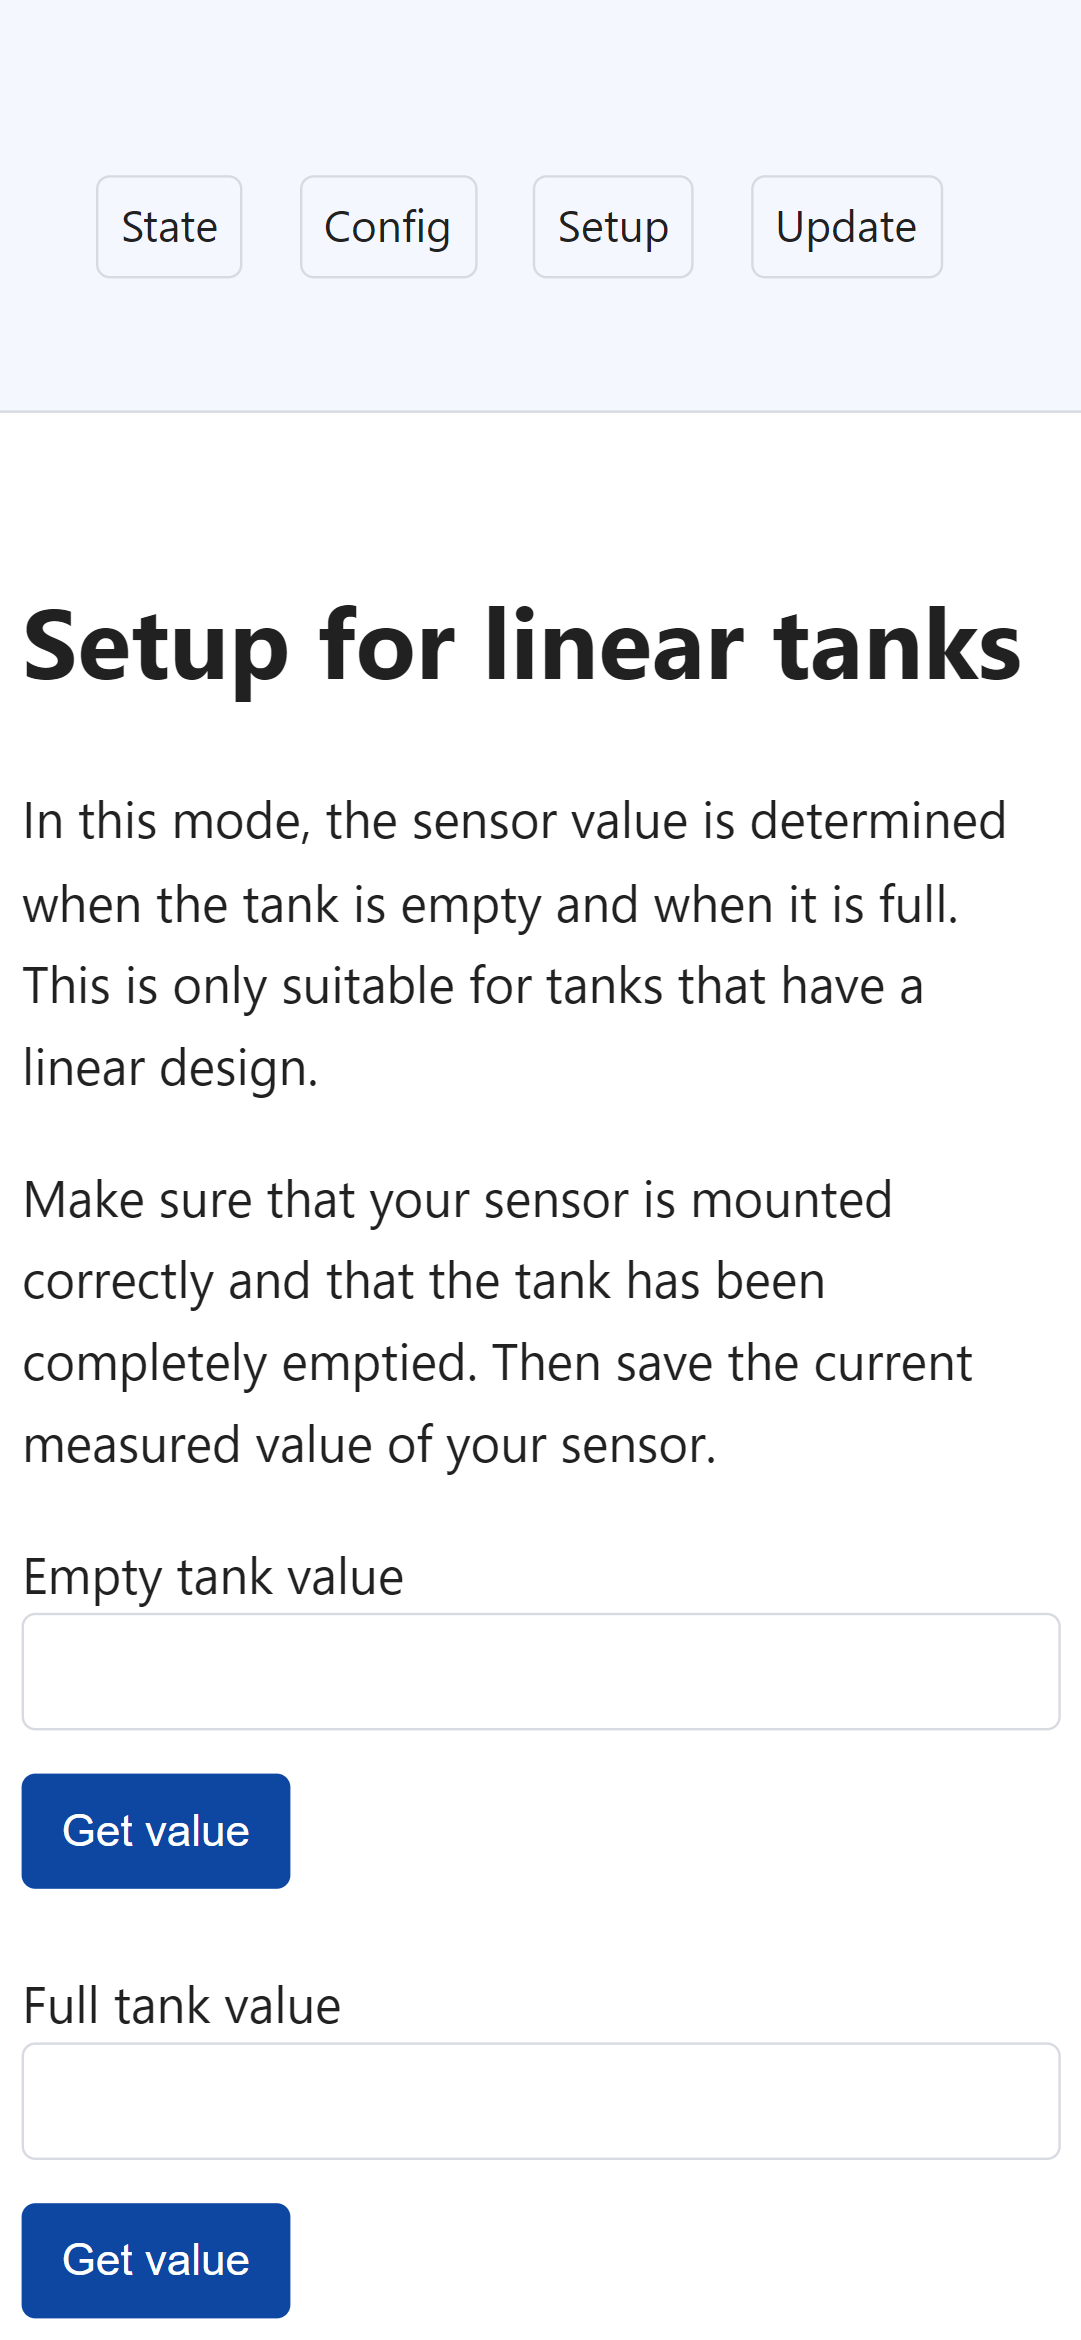 State Config Setup Update
Setup for linear tanks
In this mode, the sensor value is determined
when the tank is empty and when it is full.
This is only suitable for tanks that have a
linear design.
Make sure that your sensor is mounted
correctly and that the tank has been
completely emptied. Then save the current
measured value of your sensor.
Empty tank value
Get value
Full tank value
Get value